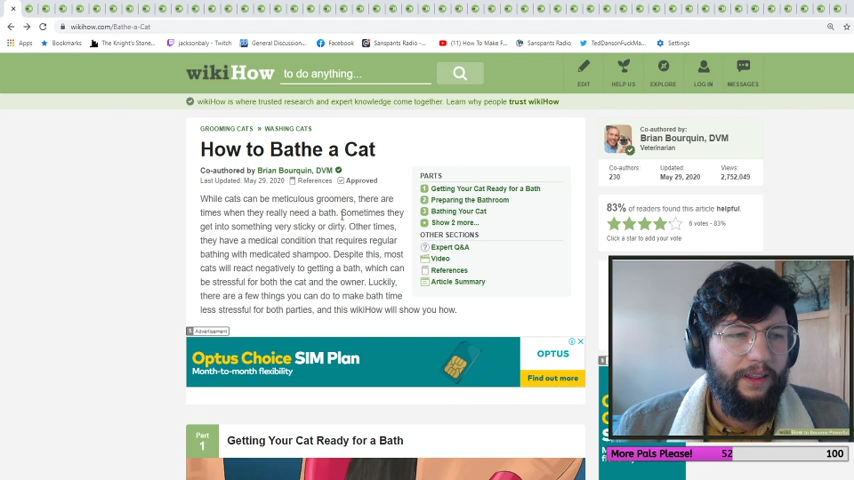 wikihow.com/Bathe-a-Cat
Apps
Bookmarks
The Knight's Stone...
jacksonbaly - Twitch
General Discussion...
Facebook
Sanspants Radio -...
(11) How To Make F...
Sanspants Radio
TedDansonFuckMa...
Settings
wikiHow
to do anything...
EDIT
HELP US
EXPLORE
LOG IN
MESSAGES
wikiHow is where trusted research and expert knowledge come together. Learn why people trust wikiHow
GROOMING CATS » WASHING CATS
How to Bathe a Cat
Co-authored by Brian Bourquin, DVM
Last Updated: May 29, 2020 References Approved
While cats can be meticulous groomers, there are
times when they really need a bath. Sometimes they
get into something very sticky or dirty. Other times,
they have a medical condition that requires regular
bathing with medicated shampoo. Despite this, most
cats will react negatively to getting a bath, which can
be stressful for both the cat and the owner. Luckily,
there are a few things you can do to make bath time
less stressful for both parties, and this wikiHow will show you how.
PARTS
1 Getting Your Cat Ready for a Bath
2 Preparing the Bathroom
3 Bathing Your Cat
+ Show 2 more...
OTHER SECTIONS
Expert Q&A
Video
References
Article Summary
Co-authored by:
Brian Bourquin, DVM
Veterinarian
Co-authors:
230
Updated:
May 29, 2020
Views:
2,752,049
83% of readers found this article helpful.
6 votes - 83%
Click a star to add your vote
Advertisement
Optus Choice SIM Plan
Month-to-month flexibility
OPTUS
Find out more
Part
1
Getting Your Cat Ready for a Bath
More Pals Please!
52
100